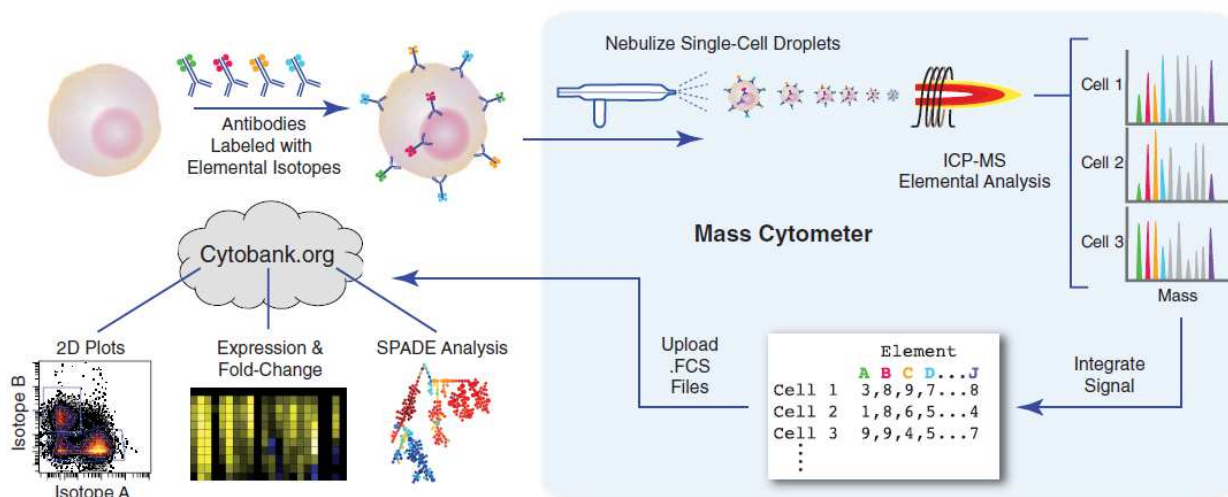 Antibodies
Labeled with
Elemental Isotopes
Nebulize Single-Cell Droplets
ICP-MS
Elemental Analysis
Cell 1
Cell 2
Cell 3
Mass
Mass Cytometer
Integrate
Signal
Element
A B C D...J
Cell 1 3,8,9,7...8
Cell 2 1,8,6,5...4
Cell 3 9,9,4,5...7
Upload
.FCS
Files
Cytobank.org
2D Plots
Isotope B
Isotope A
Expression &
Fold-Change
SPADE Analysis